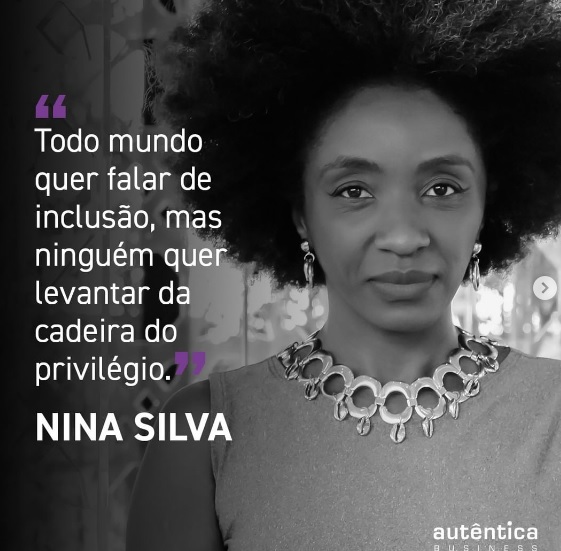 “
Todo mundo
quer falar de
inclusão, mas
ninguém quer
levantar da
cadeira do
privilégio.”
NINA SILVA
autêntica
BUSINESS